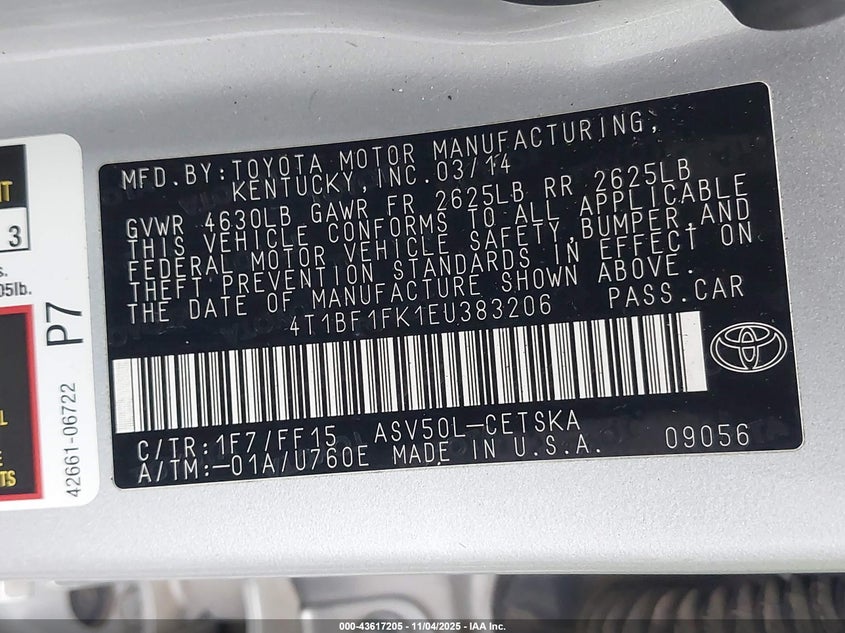 MFD.BY:TOYOTA MOTOR MANUFACTURING,
KENTUCKY,INC.03/14
GVWR 4630LB GAWR FR 2625LB RR 2625LB
THIS VEHICLE CONFORMS TO ALL APPLICABLE
FEDERAL MOTOR VEHICLE SAFETY,BUMPER,AND
THEFT PREVENTION STANDARDS IN EFFECT ON
THE DATE OF MANUFACTURE SHOWN ABOVE.
4T1BF1FK1EU383206 PASS.CAR
C/TR:1F7/FF15 ASV50L-CETSKA
A/TM:-01A/U760E MADE IN U.S.A. 09056
3
P7
42661-06722
000-43617205 - 11/04/2025 - IAA Inc.